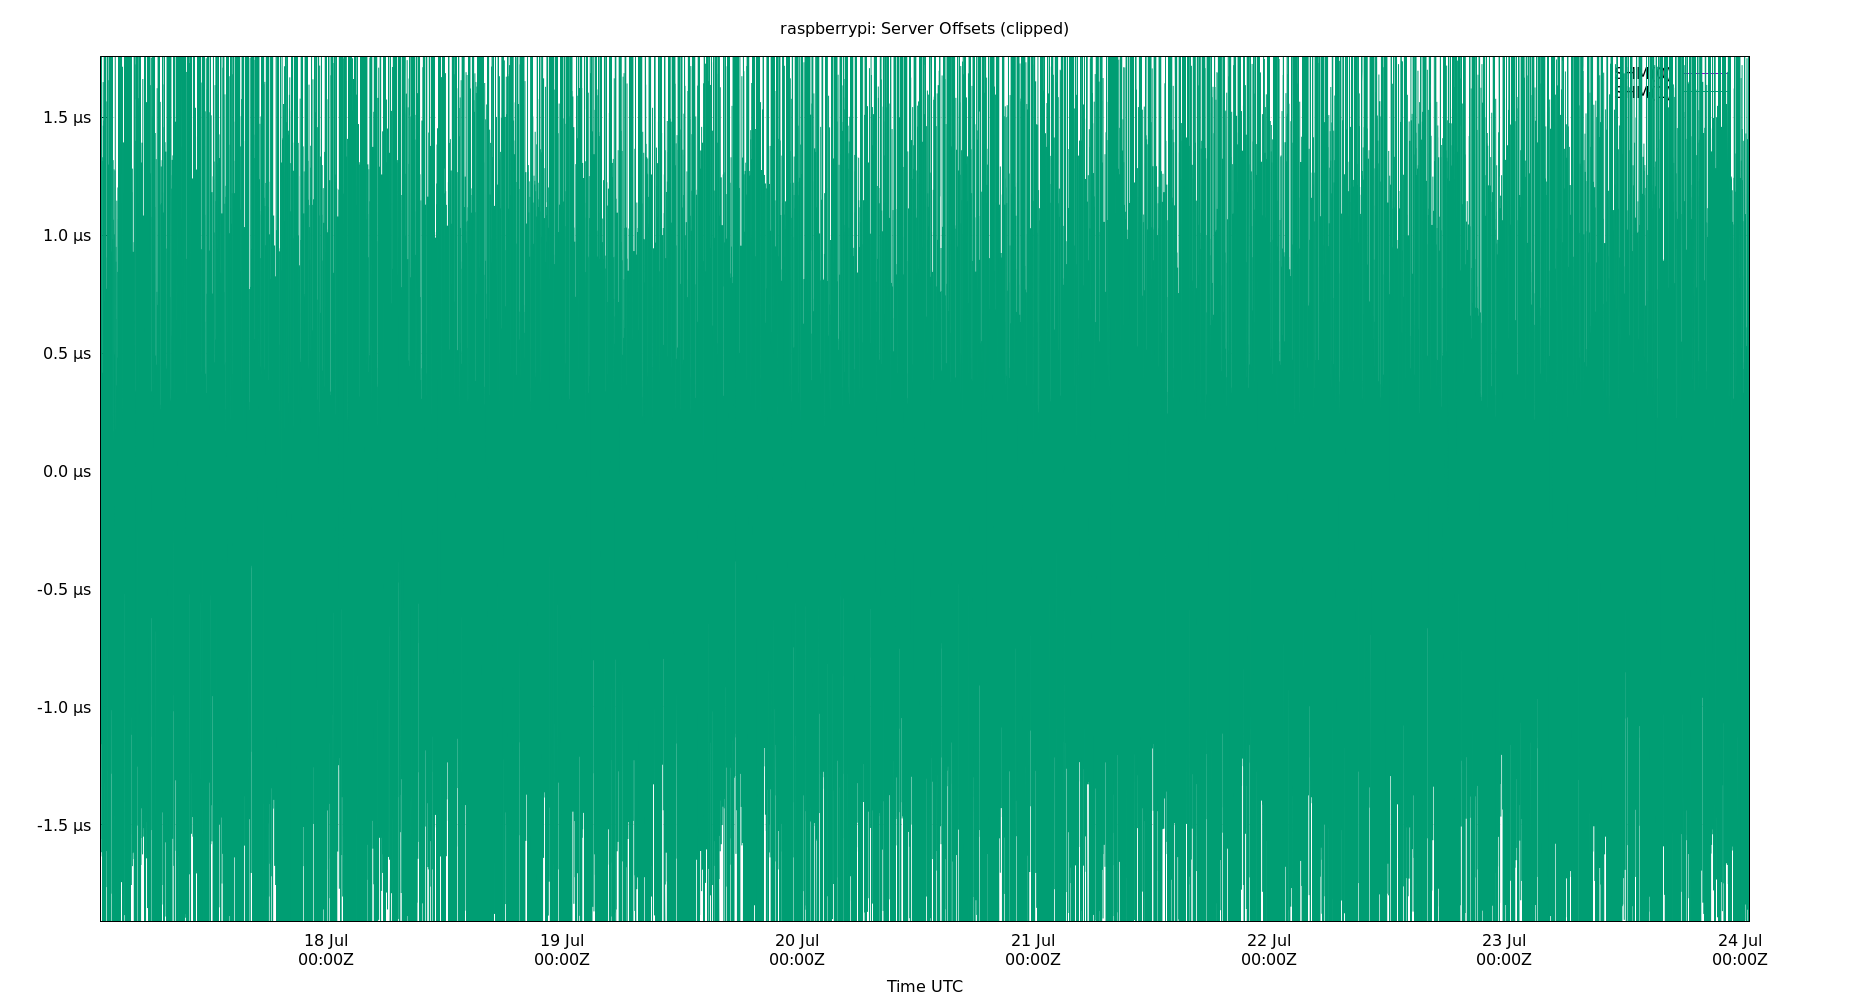 raspberrypi: Server Offsets (clipped)
1.5 µs
1.0 µs
0.5 µs
0.0 µs
-0.5 µs
-1.0 µs
-1.5 µs
18 Jul 19 Jul 20 Jul 21 Jul 22 Jul 23 Jul 24 Jul
00:00Z 00:00Z 00:00Z 00:00Z 00:00Z 00:00Z 00:00Z
Time UTC